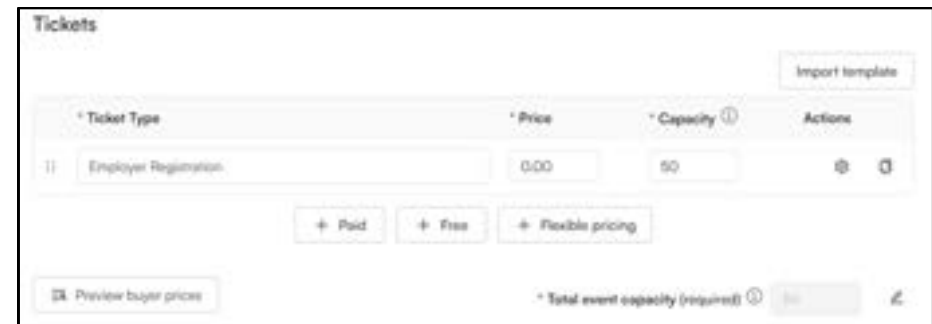 Tickets
Import template
* Ticket Type * Price * Capacity ⓘ Actions
Employer Registration 0.00 50
+ Paid + Free + Flexible pricing
Preview buyer prices * Total event capacity (required) ⓘ